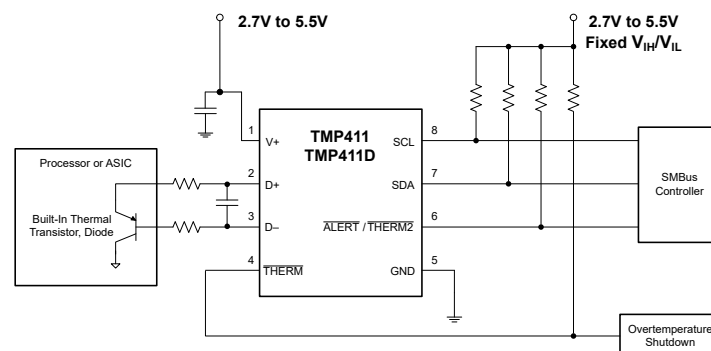 2.7V to 5.5V
2.7V to 5.5V
Fixed VIH/VIL
TMP411
TMP411D
1
V+
SCL
8
Processor or ASIC
2
D+
SDA
7
SMBus
Controller
Built-In Thermal
Transistor, Diode
3
D–
ALERT / THERM2
6
4
THERM
GND
5
Overtemperature
Shutdown